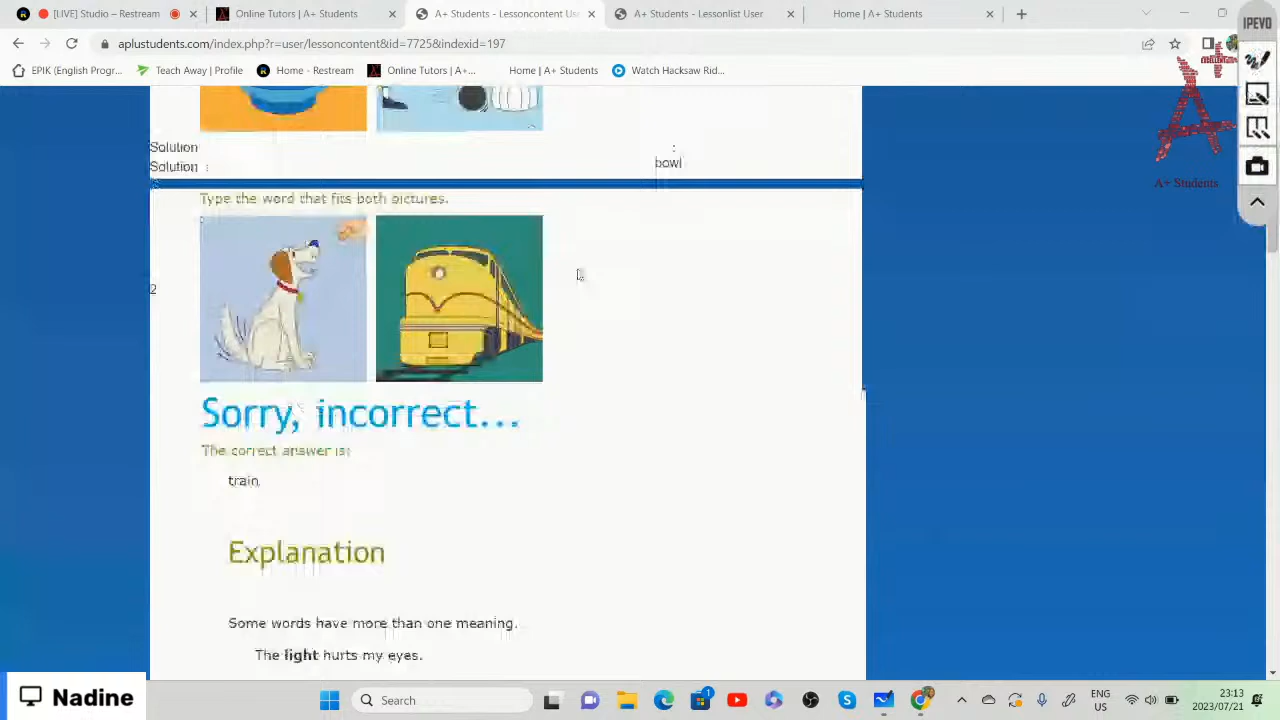 [LIVE] Studio – Restream
Online Tutors | A+ Students
A+ Students - Lessoncontent Use
A+ Students - Lessonlist User
Home | A+ Students
IPEVO
aplustudents.com/index.php?r=user/lessoncontent&id=7725&indexid=197
EPIK (English Progr...
Teach Away | Profile
Home - Restream
Online Tutors | A+...
Home | A+ Students
Watch Hacksaw Rid...
A+ Students
Solution :
Solution : bowl
Type the word that fits both pictures.
2
Sorry, incorrect...
The correct answer is:
train
Explanation
Some words have more than one meaning.
The light hurts my eyes.
Nadine
Search
1
ENG
US
23:13
2023/07/21